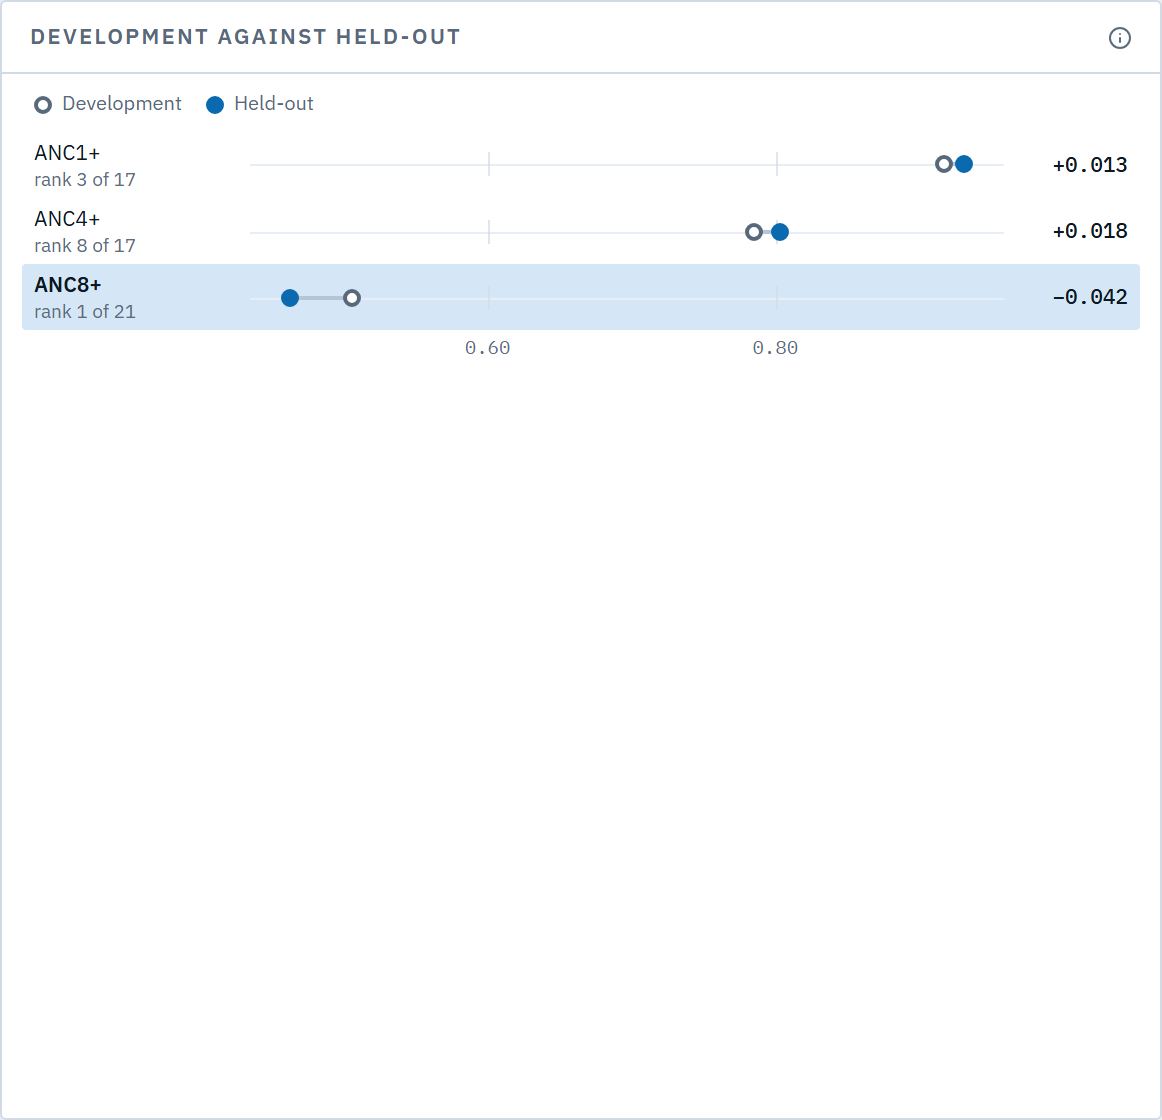 DEVELOPMENT AGAINST HELD-OUT
Development Held-out
ANC1+
rank 3 of 17
+0.013
ANC4+
rank 8 of 17
+0.018
ANC8+
rank 1 of 21
−0.042
0.60 0.80